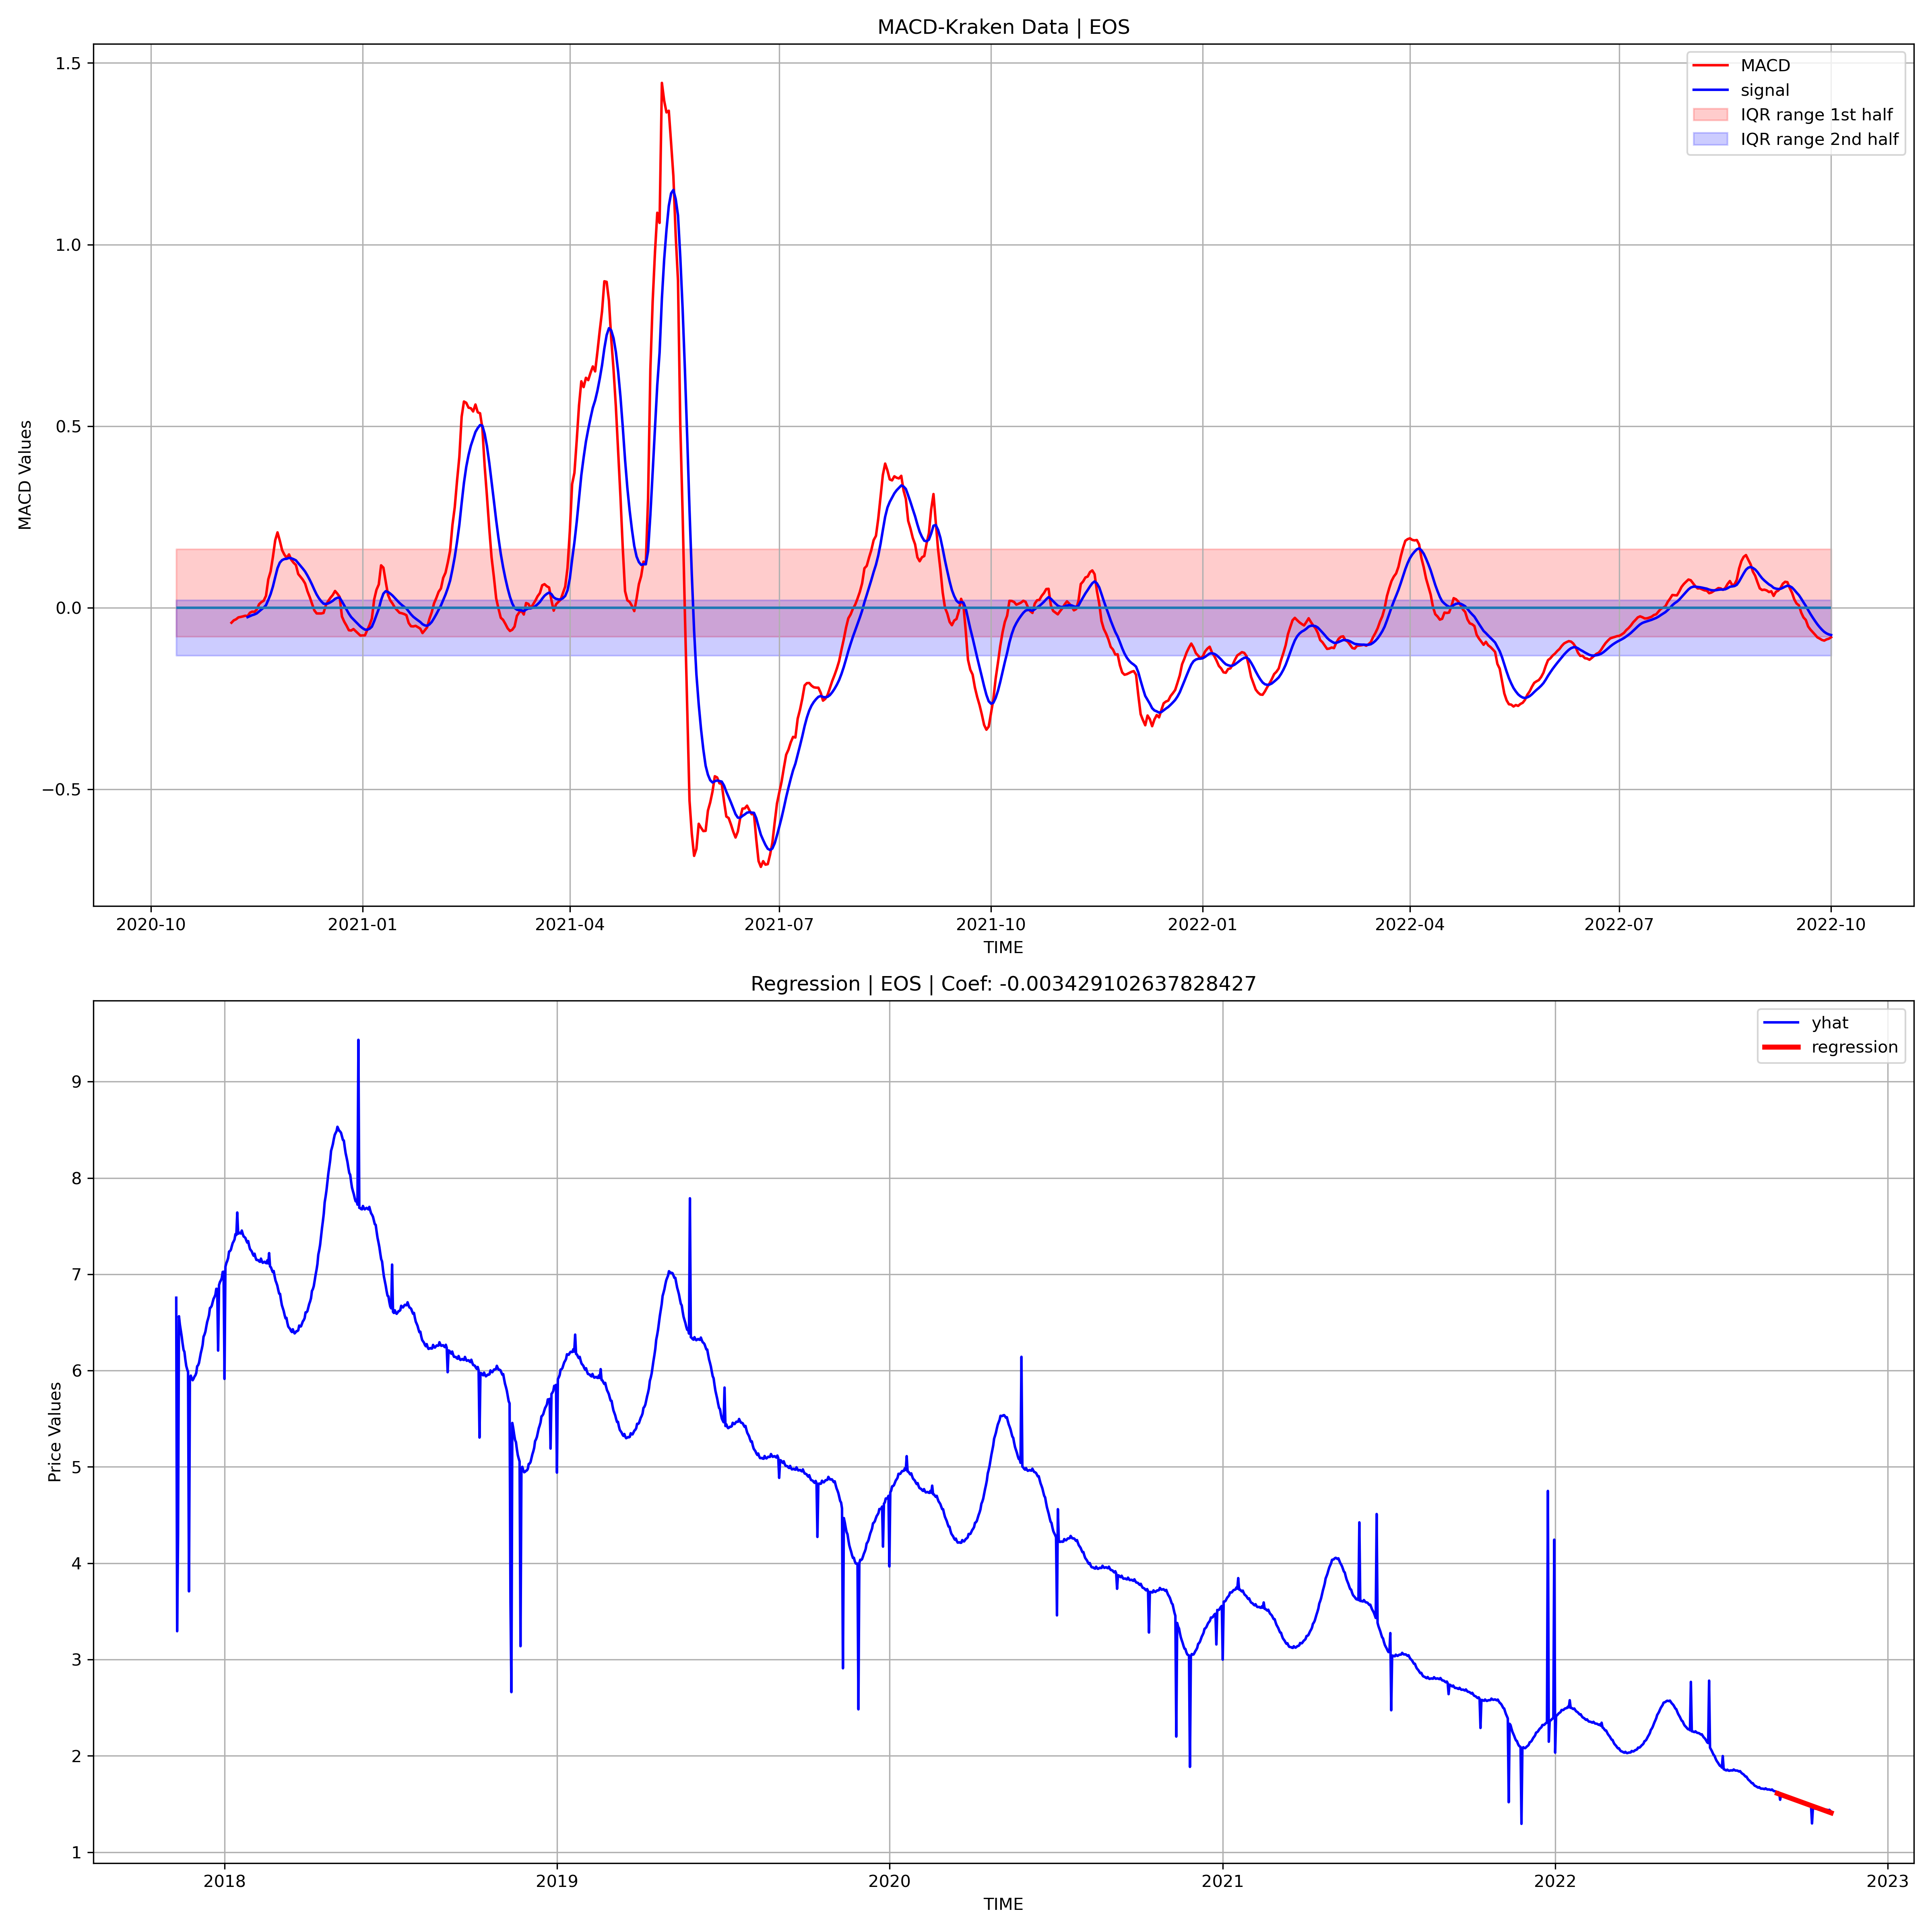 MACD-Kraken Data | EOS
MACD
signal
IQR range 1st half
IQR range 2nd half
1.5
1.0
0.5
0.0
−0.5
MACD Values
2020-10 2021-01 2021-04 2021-07 2021-10 2022-01 2022-04 2022-07 2022-10
TIME
Regression | EOS | Coef: -0.003429102637828427
yhat
regression
9
8
7
6
5
4
3
2
1
Price Values
2018 2019 2020 2021 2022 2023
TIME